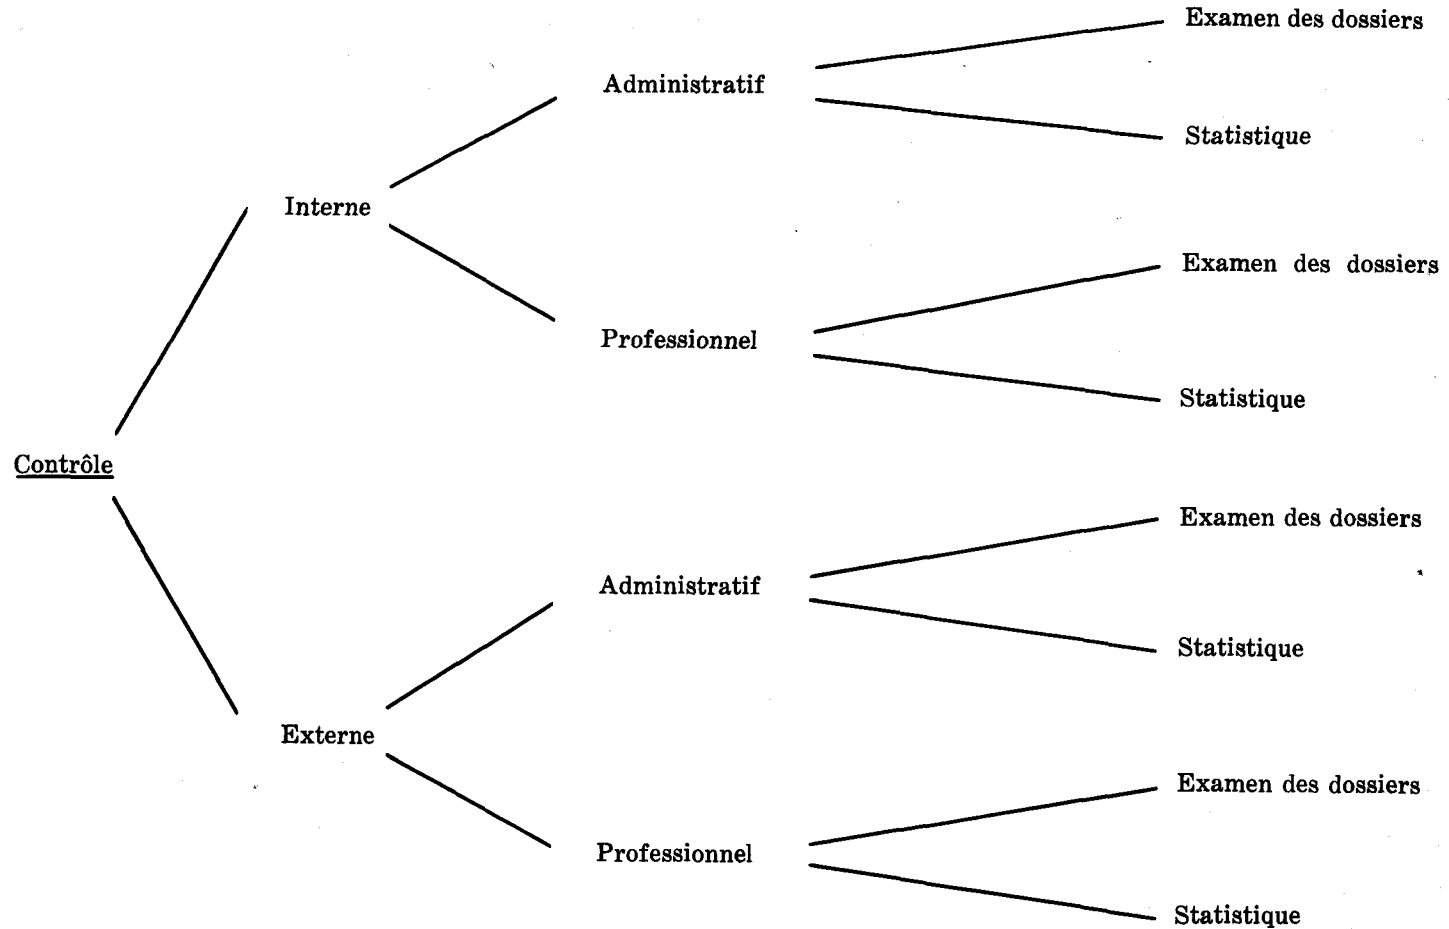 Examen des dossiers
Administratif
Statistique
Interne
Examen des dossiers
Professionnel
Statistique
Contrôle
Examen des dossiers
Administratif
Statistique
Externe
Examen des dossiers
Professionnel
Statistique